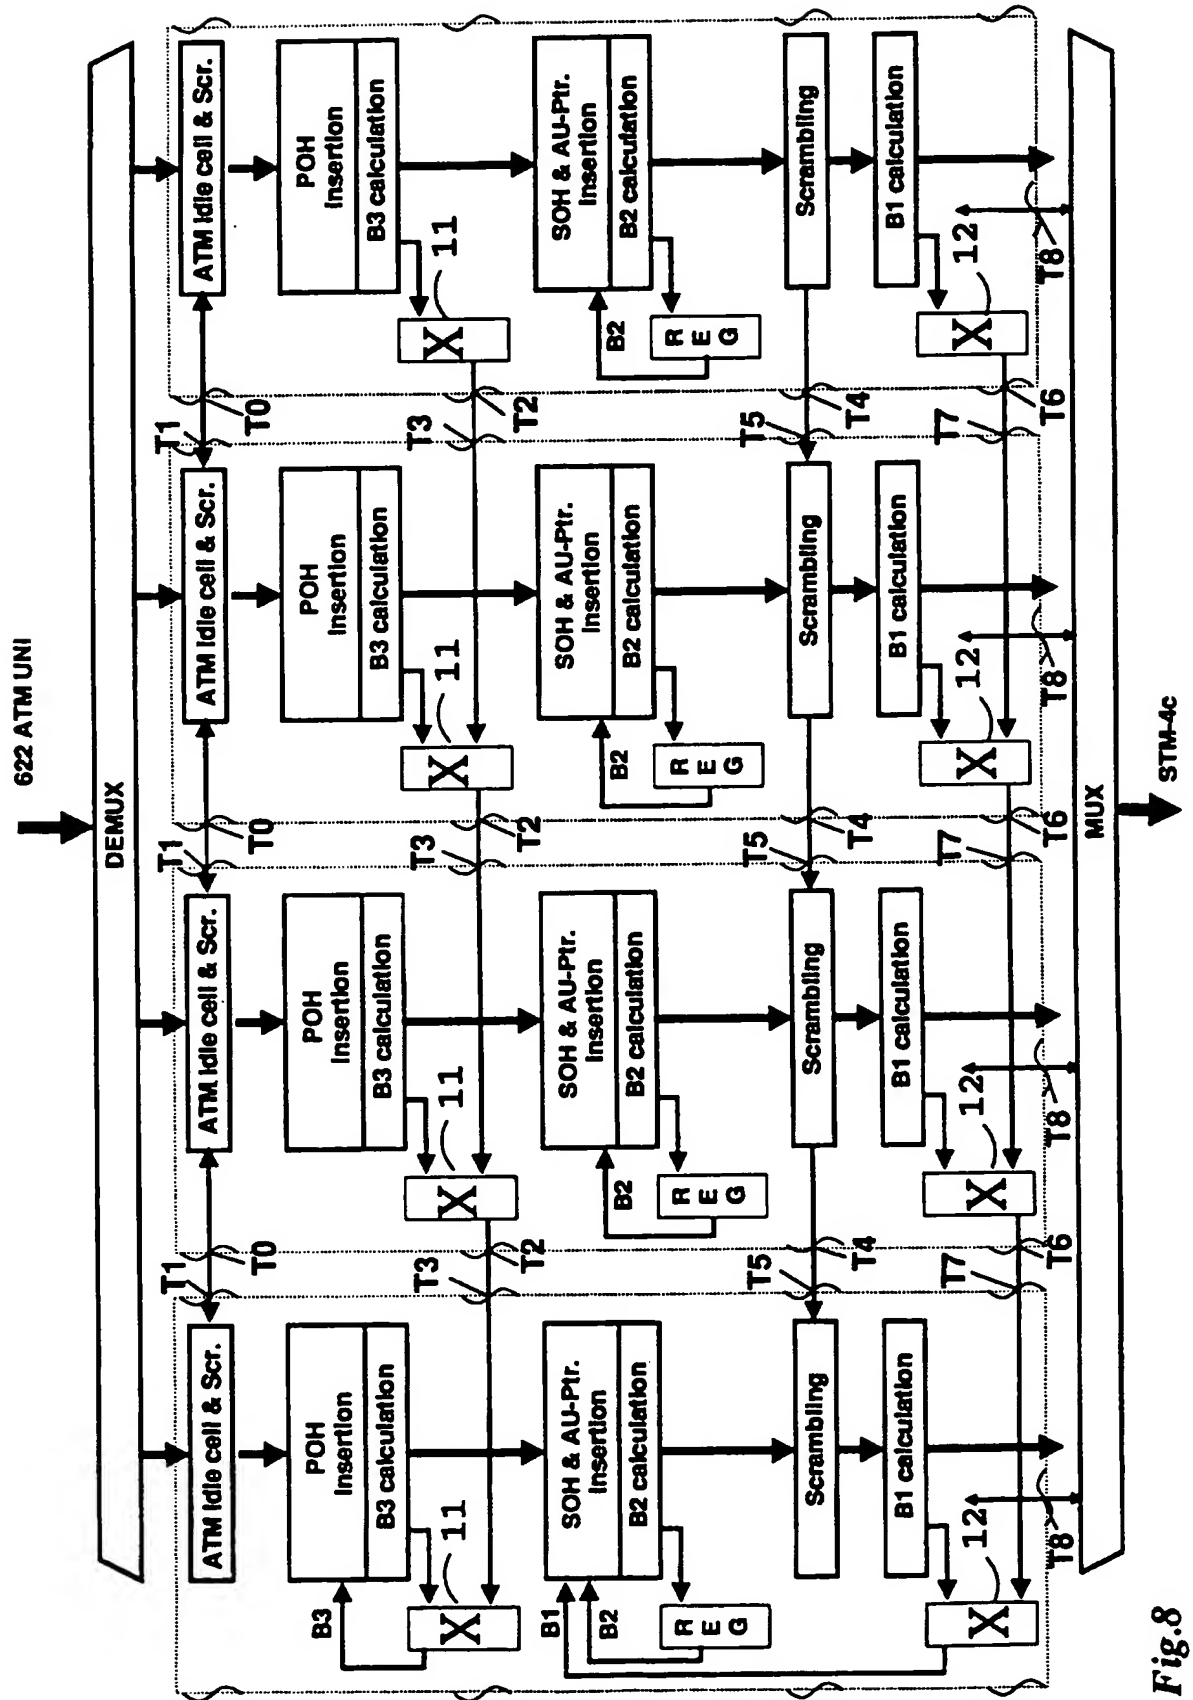 622 ATM UNI
DEMUX
T1
T1
T1
ATM Idle cell & Scr.
ATM Idle cell & Scr.
ATM Idle cell & Scr.
ATM Idle cell & Scr.
T0
T0
T0
POH
Insertion
B3 calculation
POH
Insertion
B3 calculation
POH
Insertion
B3 calculation
POH
Insertion
B3 calculation
B3
X
11
X
11
X
11
X
11
T3
T2
T3
T2
T3
T2
SOH & AU-Ptr.
Insertion
B2 calculation
SOH & AU-Ptr.
Insertion
B2 calculation
SOH & AU-Ptr.
Insertion
B2 calculation
SOH & AU-Ptr.
Insertion
B2 calculation
B1
B2
B2
B2
B2
R
E
G
R
E
G
R
E
G
R
E
G
T5
T4
T5
T4
T5
T4
Scrambling
Scrambling
Scrambling
Scrambling
B1 calculation
B1 calculation
B1 calculation
B1 calculation
X
12
X
12
X
12
X
12
T7
T6
T7
T6
T7
T6
T8
T8
T8
T8
MUX
STM-4c
Fig.8